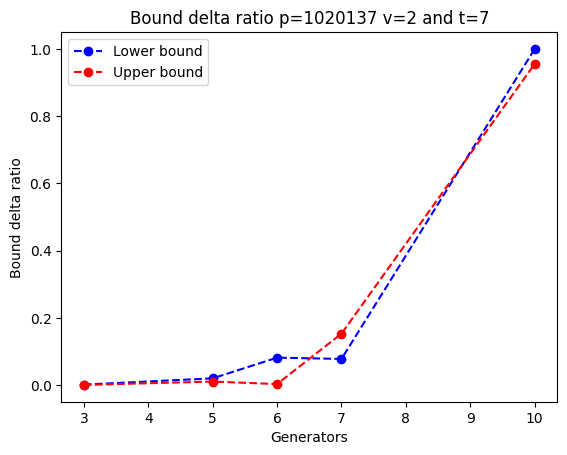 Bound delta ratio p=1020137 v=2 and t=7
Lower bound
Upper bound
Bound delta ratio
1.0
0.8
0.6
0.4
0.2
0.0
3 4 5 6 7 8 9 10
Generators